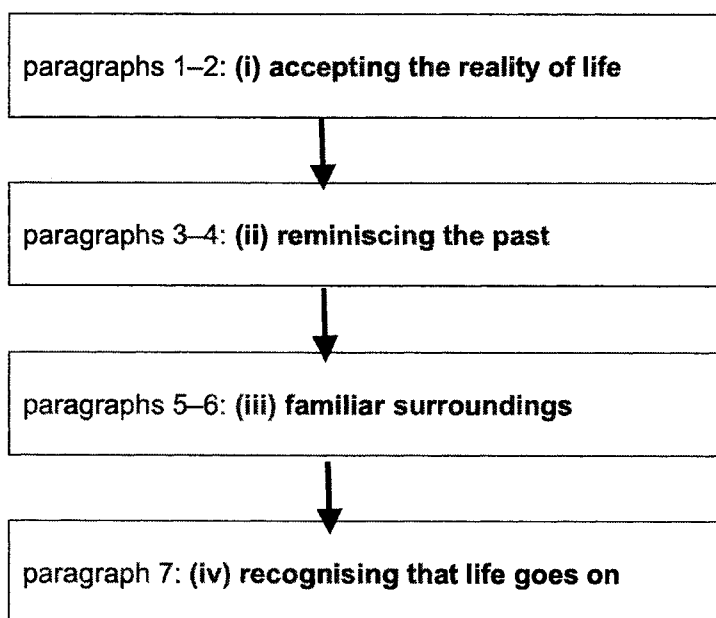 paragraphs 1–2: (i) accepting the reality of life
paragraphs 3–4: (ii) reminiscing the past
paragraphs 5–6: (iii) familiar surroundings
paragraph 7: (iv) recognising that life goes on